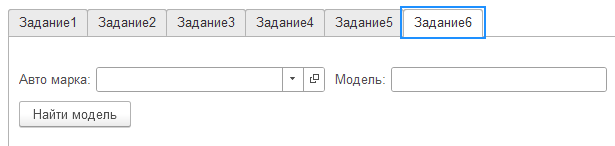 Задание1 Задание2 Задание3 Задание4 Задание5 Задание6
Авто марка: Модель:
Найти модель